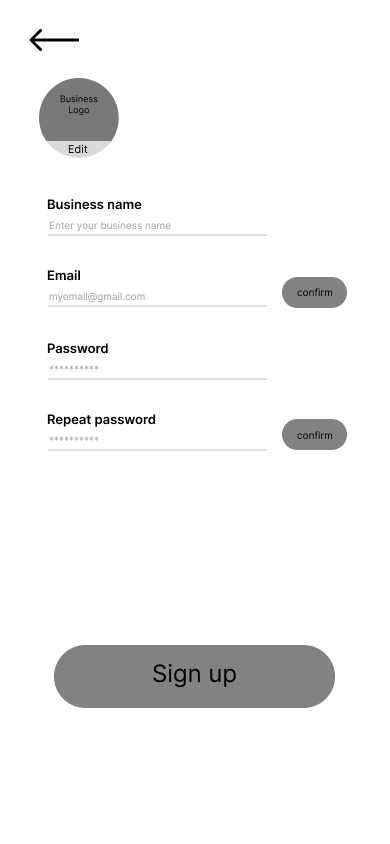 Business
Logo
Edit
Business name
Enter your business name
Email
myemail@gmail.com
confirm
Password
**********
Repeat password
**********
confirm
Sign up